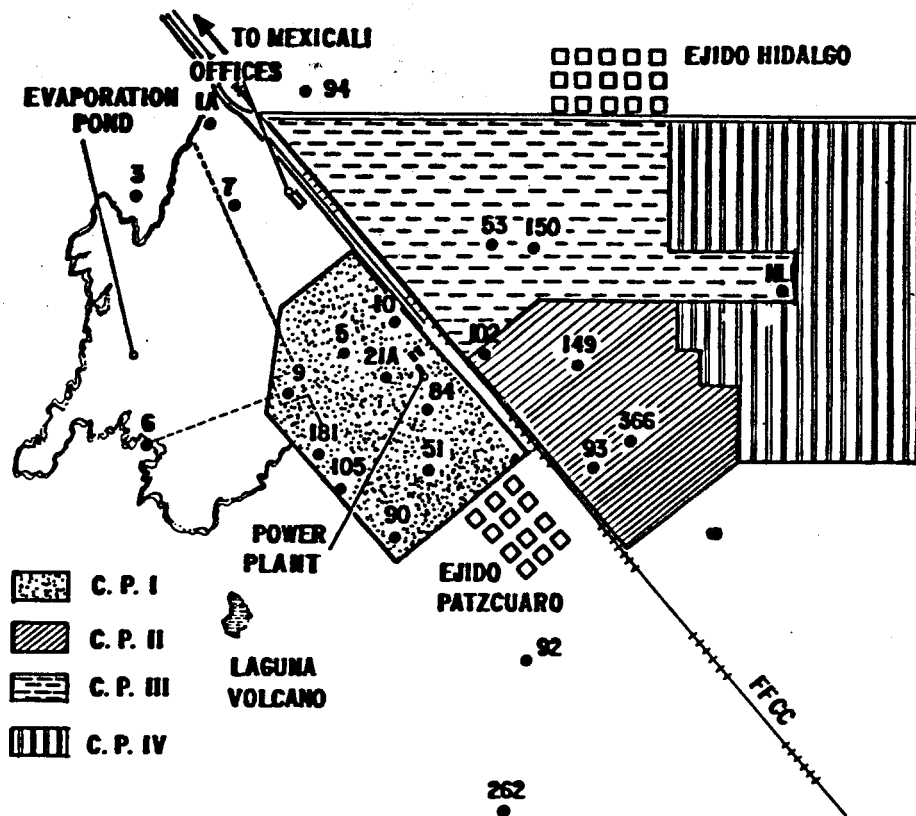 TO MEXICALI
OFFICES
EJIDO HIDALGO
EVAPORATION
POND
1A
94
3
7
53
150
NL1
10
5
21A
102
149
9
84
366
6
181
51
93
105
90
POWER
PLANT
EJIDO
PATZCUARO
C. P. I
C. P. II
C. P. III
C. P. IV
LAGUNA
VOLCANO
92
FFCC
262